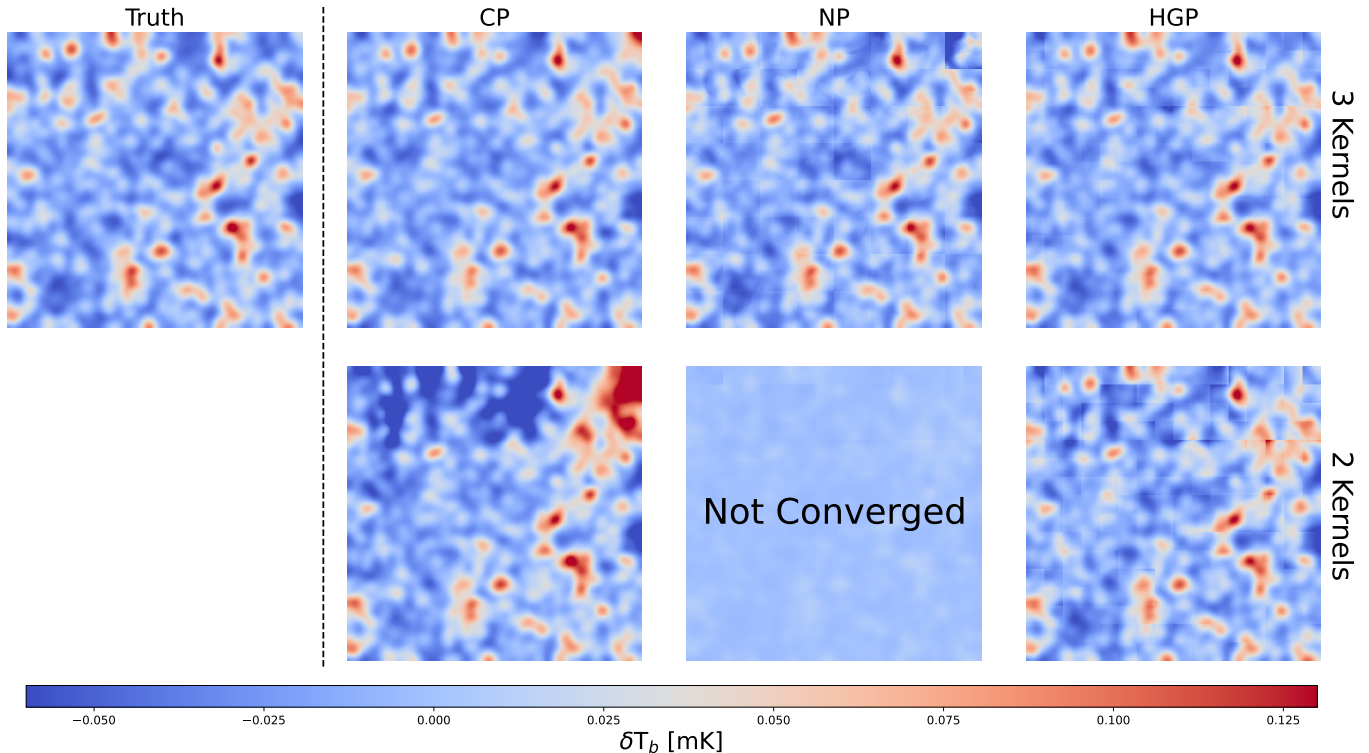 Truth
CP
NP
HGP
3 Kernels
Not Converged
2 Kernels
−0.050
−0.025
0.000
0.025
0.050
0.075
0.100
0.125
δT_b [mK]